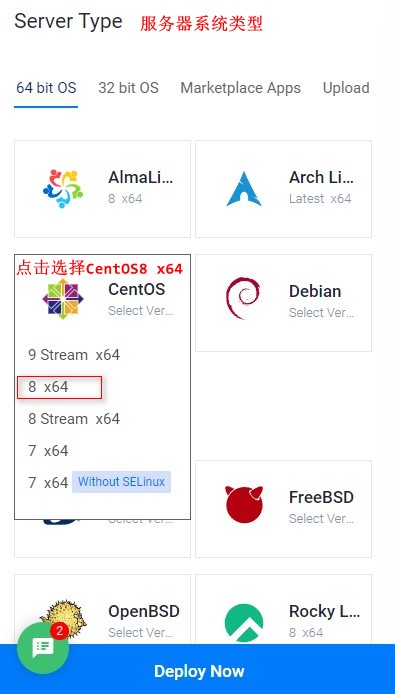 Server Type 服务器系统类型
64 bit OS 32 bit OS Marketplace Apps Upload
AlmaLi...
8 x64
Arch Li...
Latest x64
点击选择CentOS8 x64
CentOS
Select Ver...
Debian
Select Ver...
9 Stream x64
8 x64
8 Stream x64
7 x64
7 x64 Without SELinux
FreeBSD
Select Ver...
Select Ver...
OpenBSD
Select Ver...
Rocky L...
8 x64
2
Deploy Now